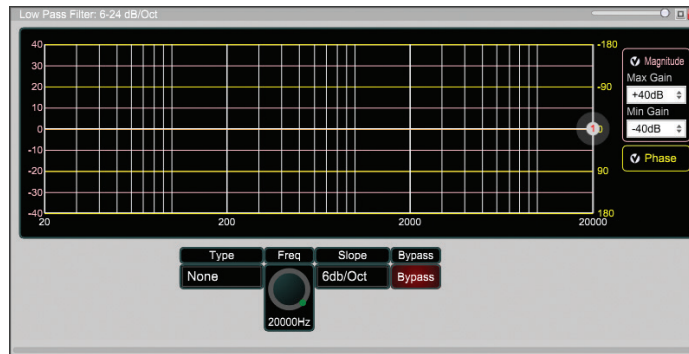 Low Pass Filter: 6-24 dB/Oct
40
30
20
10
0
-10
-20
-30
-40
-180
-90
90
180
1
20
200
2000
20000
Magnitude
Max Gain
+40dB
Min Gain
-40dB
Phase
Type
Freq
Slope
Bypass
None
6db/Oct
Bypass
20000Hz